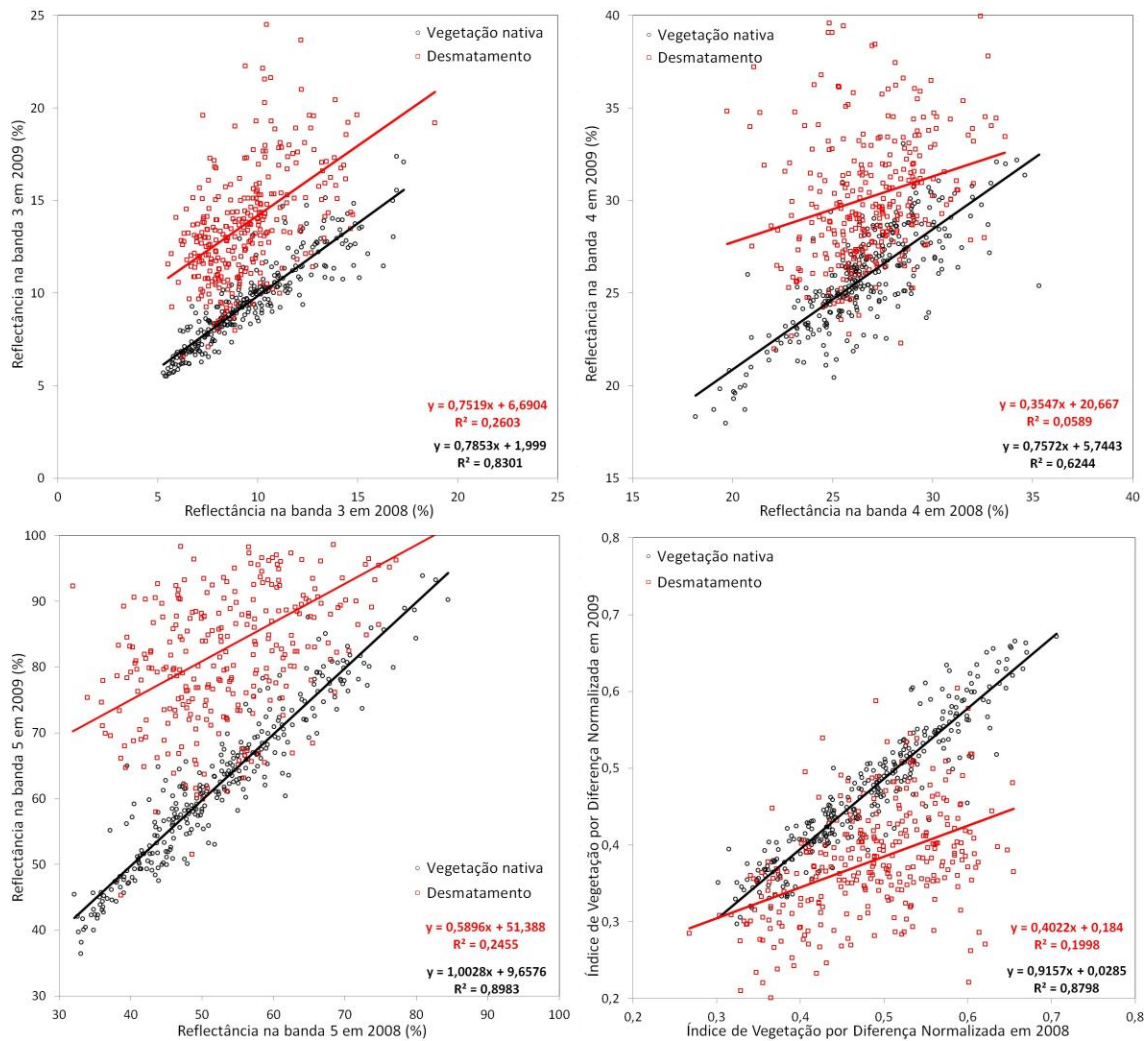 25
20
15
10
5
0
0
5
10
15
20
25
Reflectância na banda 3 em 2009 (%)
Reflectância na banda 3 em 2008 (%)
Vegetação nativa
Desmatamento
y = 0,7519x + 6,6904
R² = 0,2603
y = 0,7853x + 1,999
R² = 0,8301
40
35
30
25
20
15
15
20
25
30
35
40
Reflectância na banda 4 em 2009 (%)
Reflectância na banda 4 em 2008 (%)
Vegetação nativa
Desmatamento
y = 0,3547x + 20,667
R² = 0,0589
y = 0,7572x + 5,7443
R² = 0,6244
100
90
80
70
60
50
40
30
30
40
50
60
70
80
90
100
Reflectância na banda 5 em 2009 (%)
Reflectância na banda 5 em 2008 (%)
Vegetação nativa
Desmatamento
y = 0,5896x + 51,388
R² = 0,2455
y = 1,0028x + 9,6576
R² = 0,8983
0,8
0,7
0,6
0,5
0,4
0,3
0,2
0,2
0,3
0,4
0,5
0,6
0,7
0,8
Índice de Vegetação por Diferença Normalizada em 2009
Índice de Vegetação por Diferença Normalizada em 2008
Vegetação nativa
Desmatamento
y = 0,4022x + 0,184
R² = 0,1998
y = 0,9157x + 0,0285
R² = 0,8798